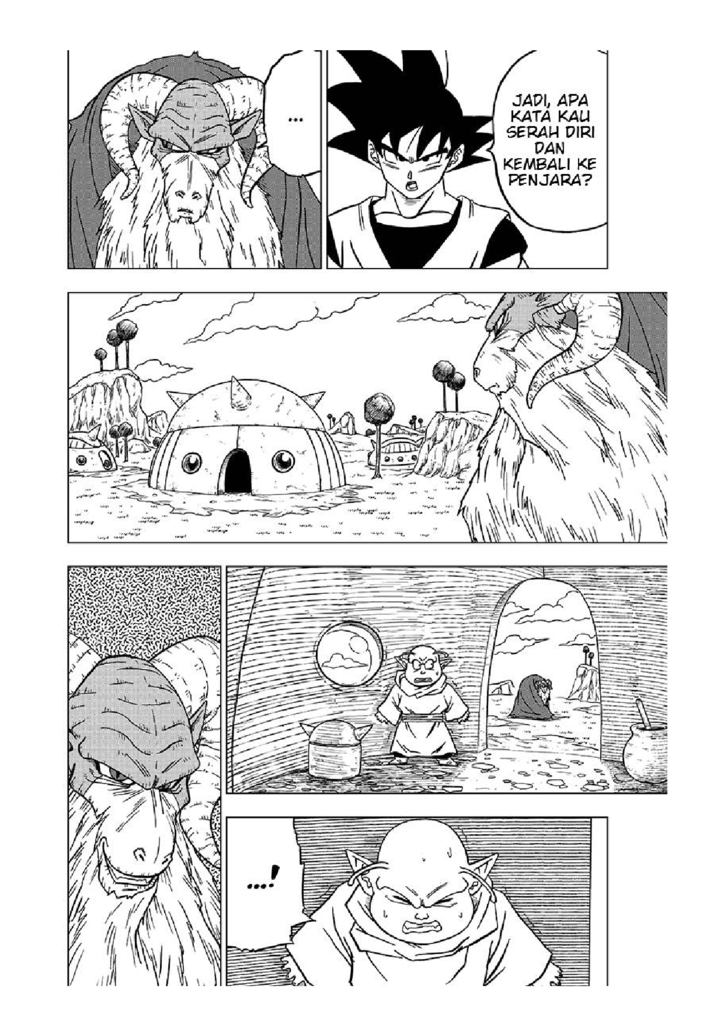 JADI, APA
KATA KAU
SERAH DIRI
DAN
KEMBALI KE
PENJARA?
...
....!